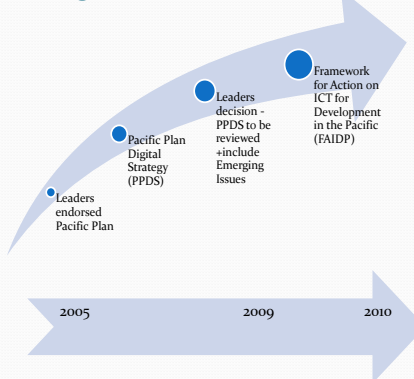 Leaders
endorsed
Pacific Plan
Pacific Plan
Digital
Strategy
(PPDS)
Leaders
decision -
PPDS to be
reviewed
+include
Emerging
Issues
Framework
for Action on
ICT for
Development
in the Pacific
(FAIDP)
2005
2009
2010